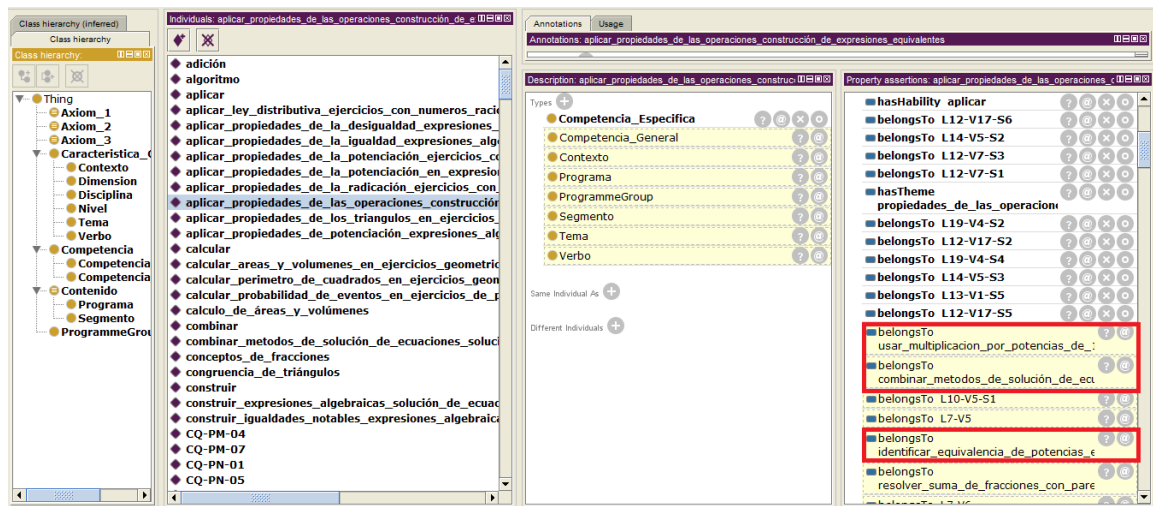 Class hierarchy (inferred)
Class hierarchy
Class hierarchy:
Thing
Axiom_1
Axiom_2
Axiom_3
Caracteristica_
Contexto
Dimension
Disciplina
Nivel
Tema
Verbo
Competencia
Competencia
Competencia
Contenido
Programa
Segmento
ProgrammeGrou
Individuals: aplicar_propiedades_de_las_operaciones_construcción_de_e
adición
algoritmo
aplicar
aplicar_ley_distributiva_ejercicios_con_numeros_raci
aplicar_propiedades_de_la_desigualdad_expresiones_
aplicar_propiedades_de_la_igualdad_expresiones_alg
aplicar_propiedades_de_la_potenciación_ejercicios_c
aplicar_propiedades_de_la_potenciación_en_expresio
aplicar_propiedades_de_la_radicación_ejercicios_con_
aplicar_propiedades_de_las_operaciones_construcción
aplicar_propiedades_de_los_triangulos_en_ejercicios_
aplicar_propiedades_de_potenciación_expresiones_alg
calcular
calcular_areas_y_volumenes_en_ejercicios_geometric
calcular_perimetro_de_cuadrados_en_ejercicios_geon
calcular_probabilidad_de_eventos_en_ejercicios_de_p
calculo_de_áreas_y_volúmenes
combinar
combinar_metodos_de_solución_de_ecuaciones_soluci
conceptos_de_fracciones
congruencia_de_triángulos
construir
construir_expresiones_algebraicas_solución_de_ecuac
construir_igualdades_notables_expresiones_algebraica
CQ-PM-04
CQ-PM-07
CQ-PN-01
CQ-PN-05
Annotations Usage
Annotations: aplicar_propiedades_de_las_operaciones_construcción_de_expresiones_equivalentes
Description: aplicar_propiedades_de_las_operaciones_construc
Types
Competencia_Especifica
Competencia_General
Contexto
Programa
ProgrammeGroup
Segmento
Tema
Verbo
Same Individual As
Different Individuals
Property assertions: aplicar_propiedades_de_las_operaciones_c
hasHability aplicar
belongsTo L12-V17-S6
belongsTo L14-V5-S2
belongsTo L12-V7-S3
belongsTo L12-V7-S1
hasTheme
propiedades_de_las_operacione
belongsTo L19-V4-S2
belongsTo L12-V17-S2
belongsTo L19-V4-S4
belongsTo L14-V5-S3
belongsTo L13-V1-S5
belongsTo L12-V17-S5
belongsTo
usar_multiplicacion_por_potencias_de_1
belongsTo
combinar_metodos_de_solución_de_ecu
belongsTo L10-V5-S1
belongsTo L7-V5
belongsTo
identificar_equivalencia_de_potencias_e
belongsTo
resolver_suma_de_fracciones_con_pare